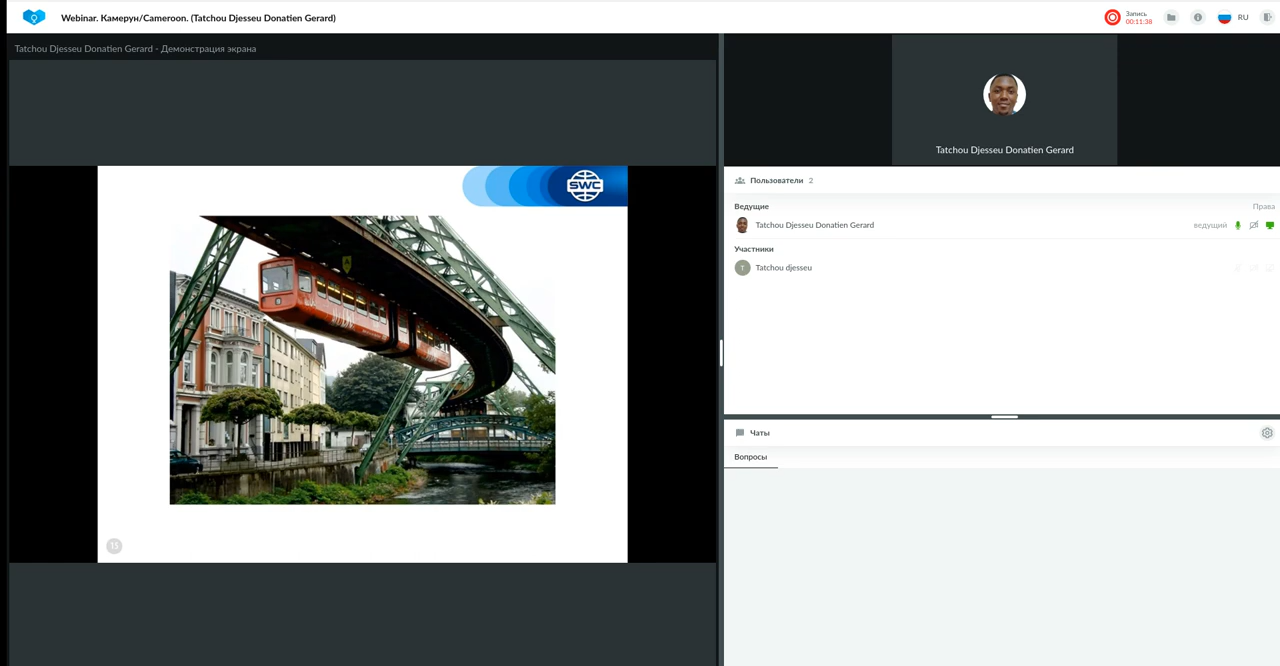 Webinar. Камерун/Cameroon. (Tatchou Djesseu Donatien Gerard)
Запись
00:11:38
RU
Tatchou Djesseu Donatien Gerard - Демонстрация экрана
SWC
15
Tatchou Djesseu Donatien Gerard
Пользователи 2
Ведущие Права
Tatchou Djesseu Donatien Gerard ведущий
Участники
T Tatchou djesseu
Чаты
Вопросы